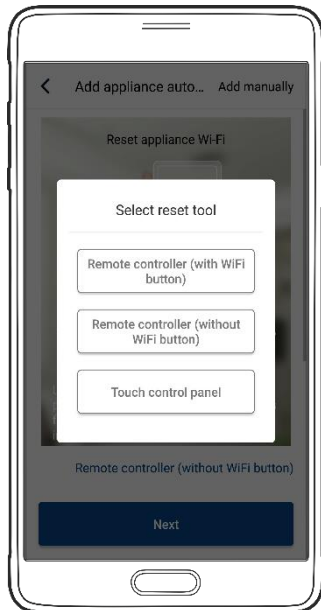 Add appliance auto... Add manually
Reset appliance Wi-Fi
Select reset tool
Remote controller (with WiFi
button)
Remote controller (without
WiFi button)
Touch control panel
Remote controller (without WiFi button)
Next